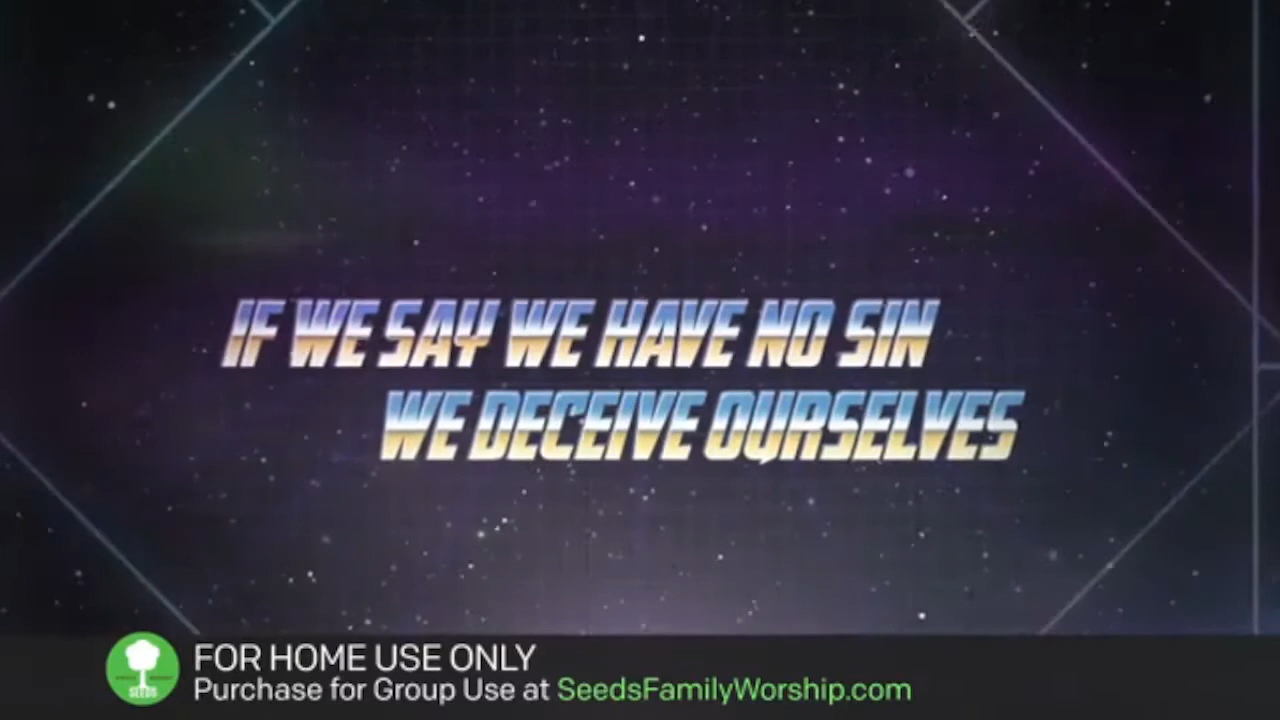 IF WE SAY WE HAVE NO SIN
WE DECEIVE OURSELVES
FOR HOME USE ONLY
Purchase for Group Use at SeedsFamilyWorship.com
SEEDS